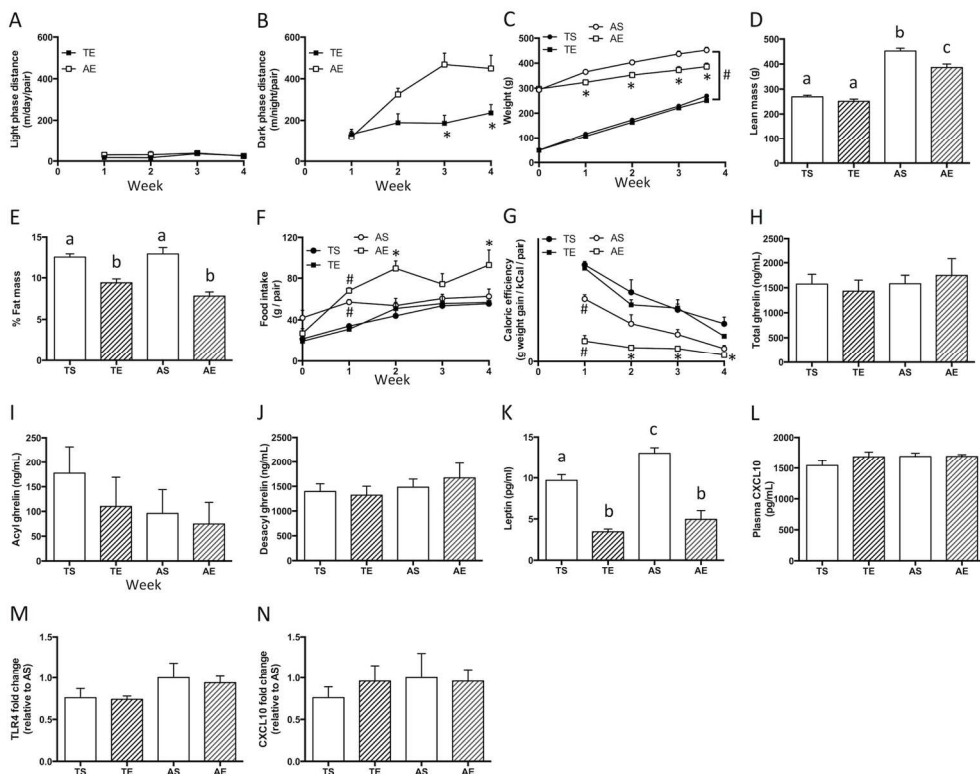 A
TE
AE
Light phase distance
(m/day/pair)
600
400
200
0
0 1 2 3 4
Week
B
TE
AE
Dark phase distance
(m/night/pair)
600
400
200
0
0 1 2 3 4
Week
* *
C
TS
TE
AS
AE
Weight
(g)
500
400
300
200
100
0
0 1 2 3 4
Week
* * * *
#
D
Lean mass (g)
500
400
300
200
100
0
a a b c
TS TE AS AE
E
% Fat mass
15
10
5
0
a b a b
TS TE AS AE
F
TS
TE
AS
AE
Food intake
(g / pair)
120
80
40
0
0 1 2 3 4
Week
#
#
* *
G
TS
TE
AS
AE
Caloric efficiency
(g weight gain / kCal / pair)
0 1 2 3 4
Week
#
#
* * *
H
Total ghrelin
(ng/mL)
2500
2000
1500
1000
500
0
TS TE AS AE
I
Acyl ghrelin (ng/mL)
250
200
150
100
50
0
TS TE AS AE
Week
J
Desacyl ghrelin (ng/mL)
2500
2000
1500
1000
500
0
TS TE AS AE
K
Leptin (pg/ml)
15
10
5
0
a b c b
TS TE AS AE
L
Plasma CXCL10
(pg/mL)
2000
1500
1000
500
0
TS TE AS AE
M
TLR4 fold change
(relative to AS)
1.5
1.0
0.5
0.0
TS TE AS AE
N
CXCL10 fold change
(relative to AS)
1.5
1.0
0.5
0.0
TS TE AS AE